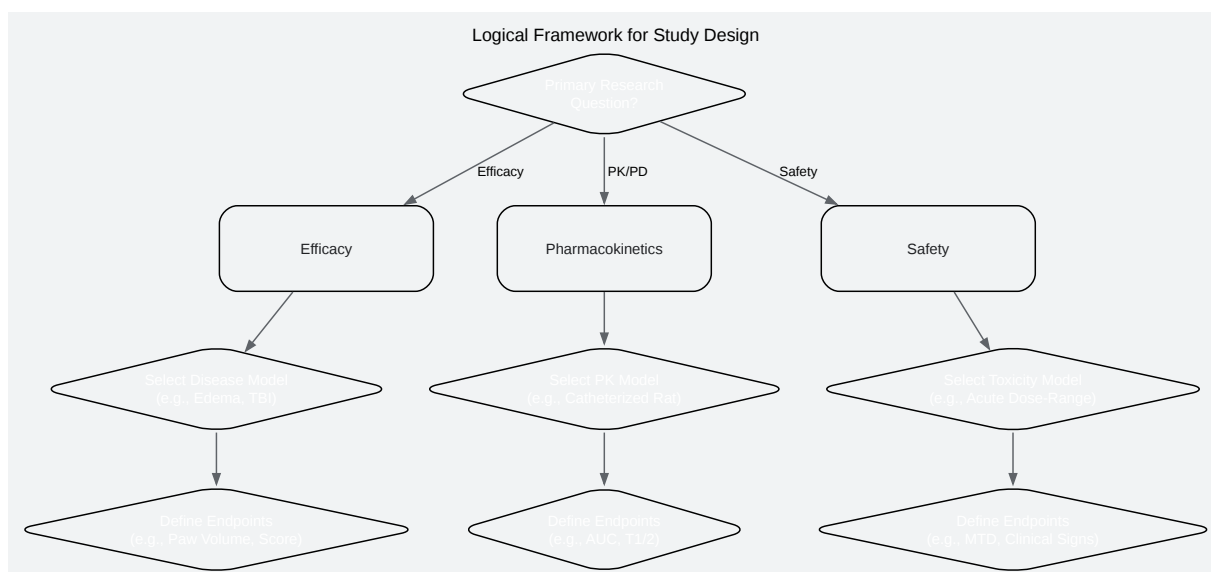 Logical Framework for Study Design
Primary Research
Question?
Efficacy
PK/PD
Safety
Efficacy
Pharmacokinetics
Safety
Select Disease Model
(e.g., Edema, TBI)
Select PK Model
(e.g., Catheterized Rat)
Select Toxicity Model
(e.g., Acute Dose-Range)
Define Endpoints
(e.g., Paw Volume, Score)
Define Endpoints
(e.g., AUC, T1/2)
Define Endpoints
(e.g., MTD, Clinical Signs)